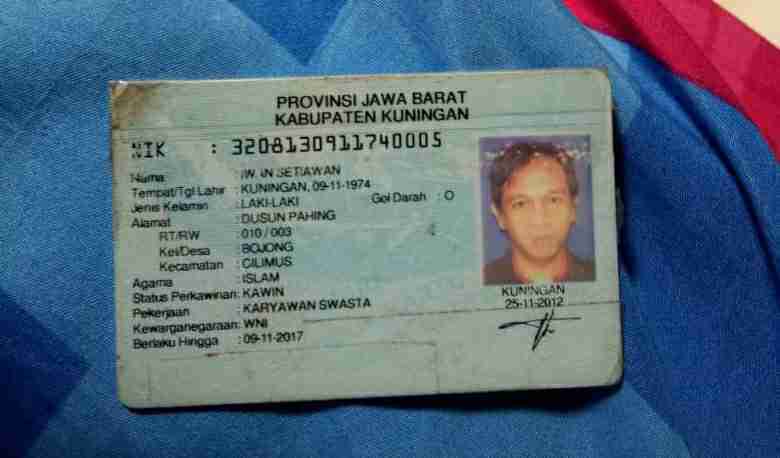 PROVINSI JAWA BARAT
KABUPATEN KUNINGAN
NIK : 3208130911740005
Nama : IW IN SETIAWAN
Tempat/Tgl Lahir : KUNINGAN, 09-11-1974
Jenis Kelamin : LAKI-LAKI Gol Darah : O
Alamat : DUSUN PAHING
RT/RW : 010 / 003
Kel/Desa : BOJONG
Kecamatan : CILIMUS
Agama : ISLAM
Status Perkawinan: KAWIN
Pekerjaan : KARYAWAN SWASTA
Kewarganegaraan: WNI
Berlaku Hingga : 09-11-2017
KUNINGAN
25-11-2012